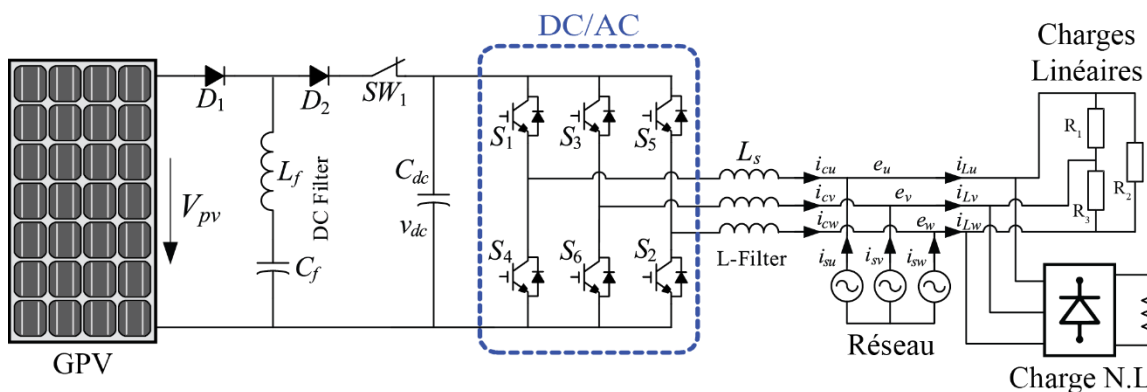 DC/AC
Charges
Linéaires
D1
D2
SW1
S1
S3
S5
Ls
icu
eu
iLu
R1
R2
R3
Lf
DC Filter
Cdc
vdc
Vpv
icv
ev
iLv
icw
ew
iLw
L-Filter
S4
S6
S2
isu
isv
isw
Cf
Réseau
GPV
Charge N.L